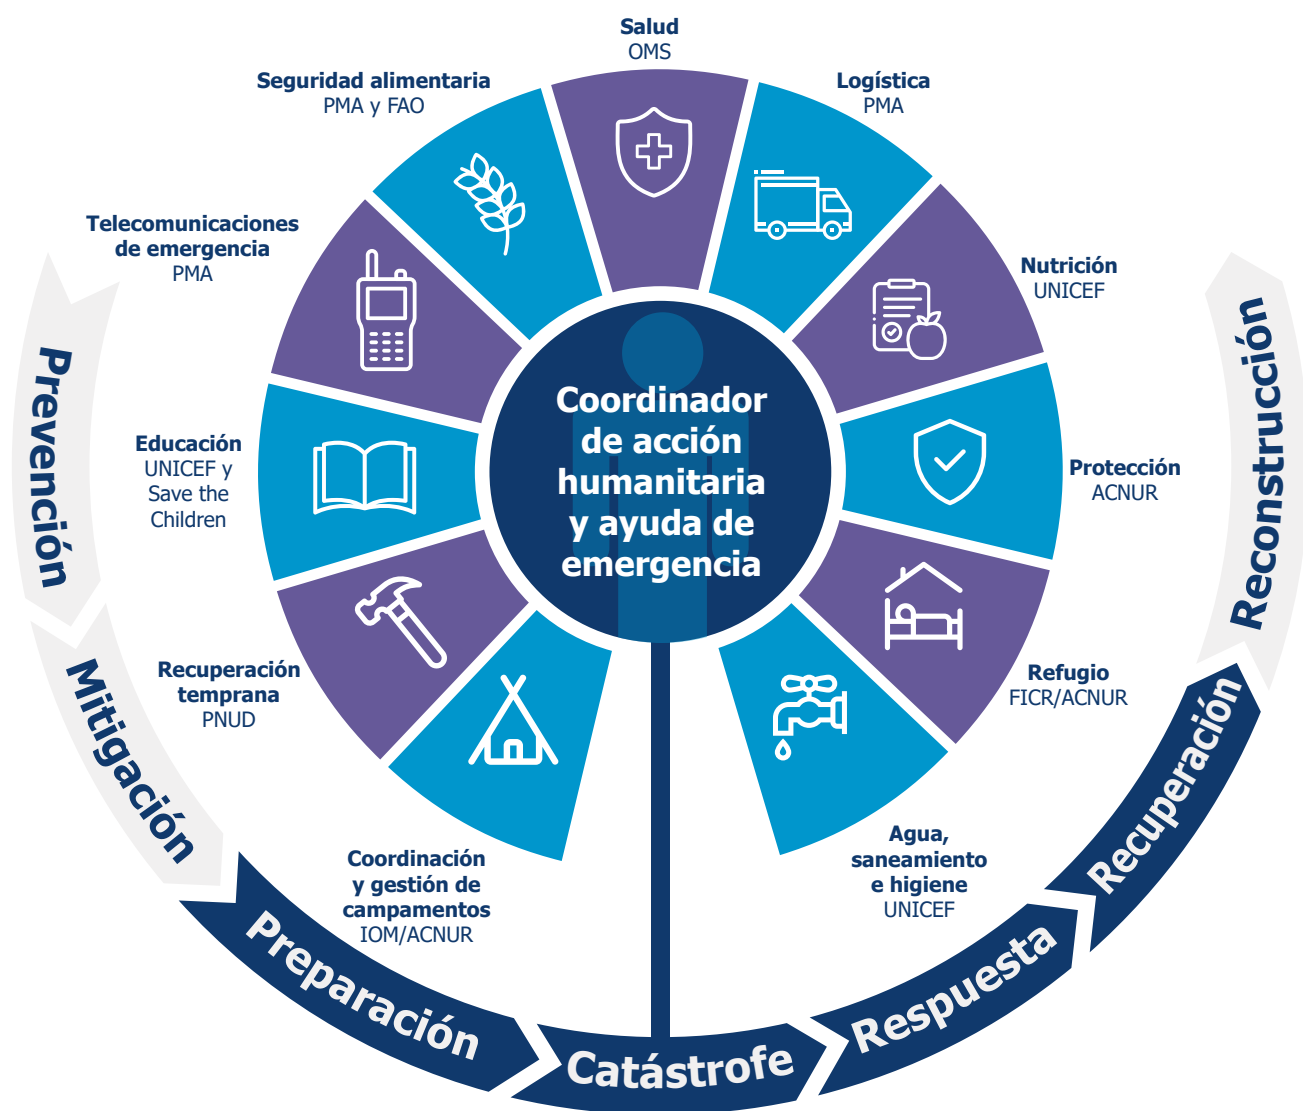 Salud
OMS
Logística
PMA
Nutrición
UNICEF
Protección
ACNUR
Refugio
FICR/ACNUR
Agua,
saneamiento
e higiene
UNICEF
Coordinación
y gestión de
campamentos
IOM/ACNUR
Recuperación
temprana
PNUD
Educación
UNICEF y
Save the
Children
Telecomunicaciones
de emergencia
PMA
Seguridad alimentaria
PMA y FAO
Coordinador
de acción
humanitaria
y ayuda de
emergencia
Prevención
Mitigación
Preparación
Catástrofe
Respuesta
Recuperación
Reconstrucción